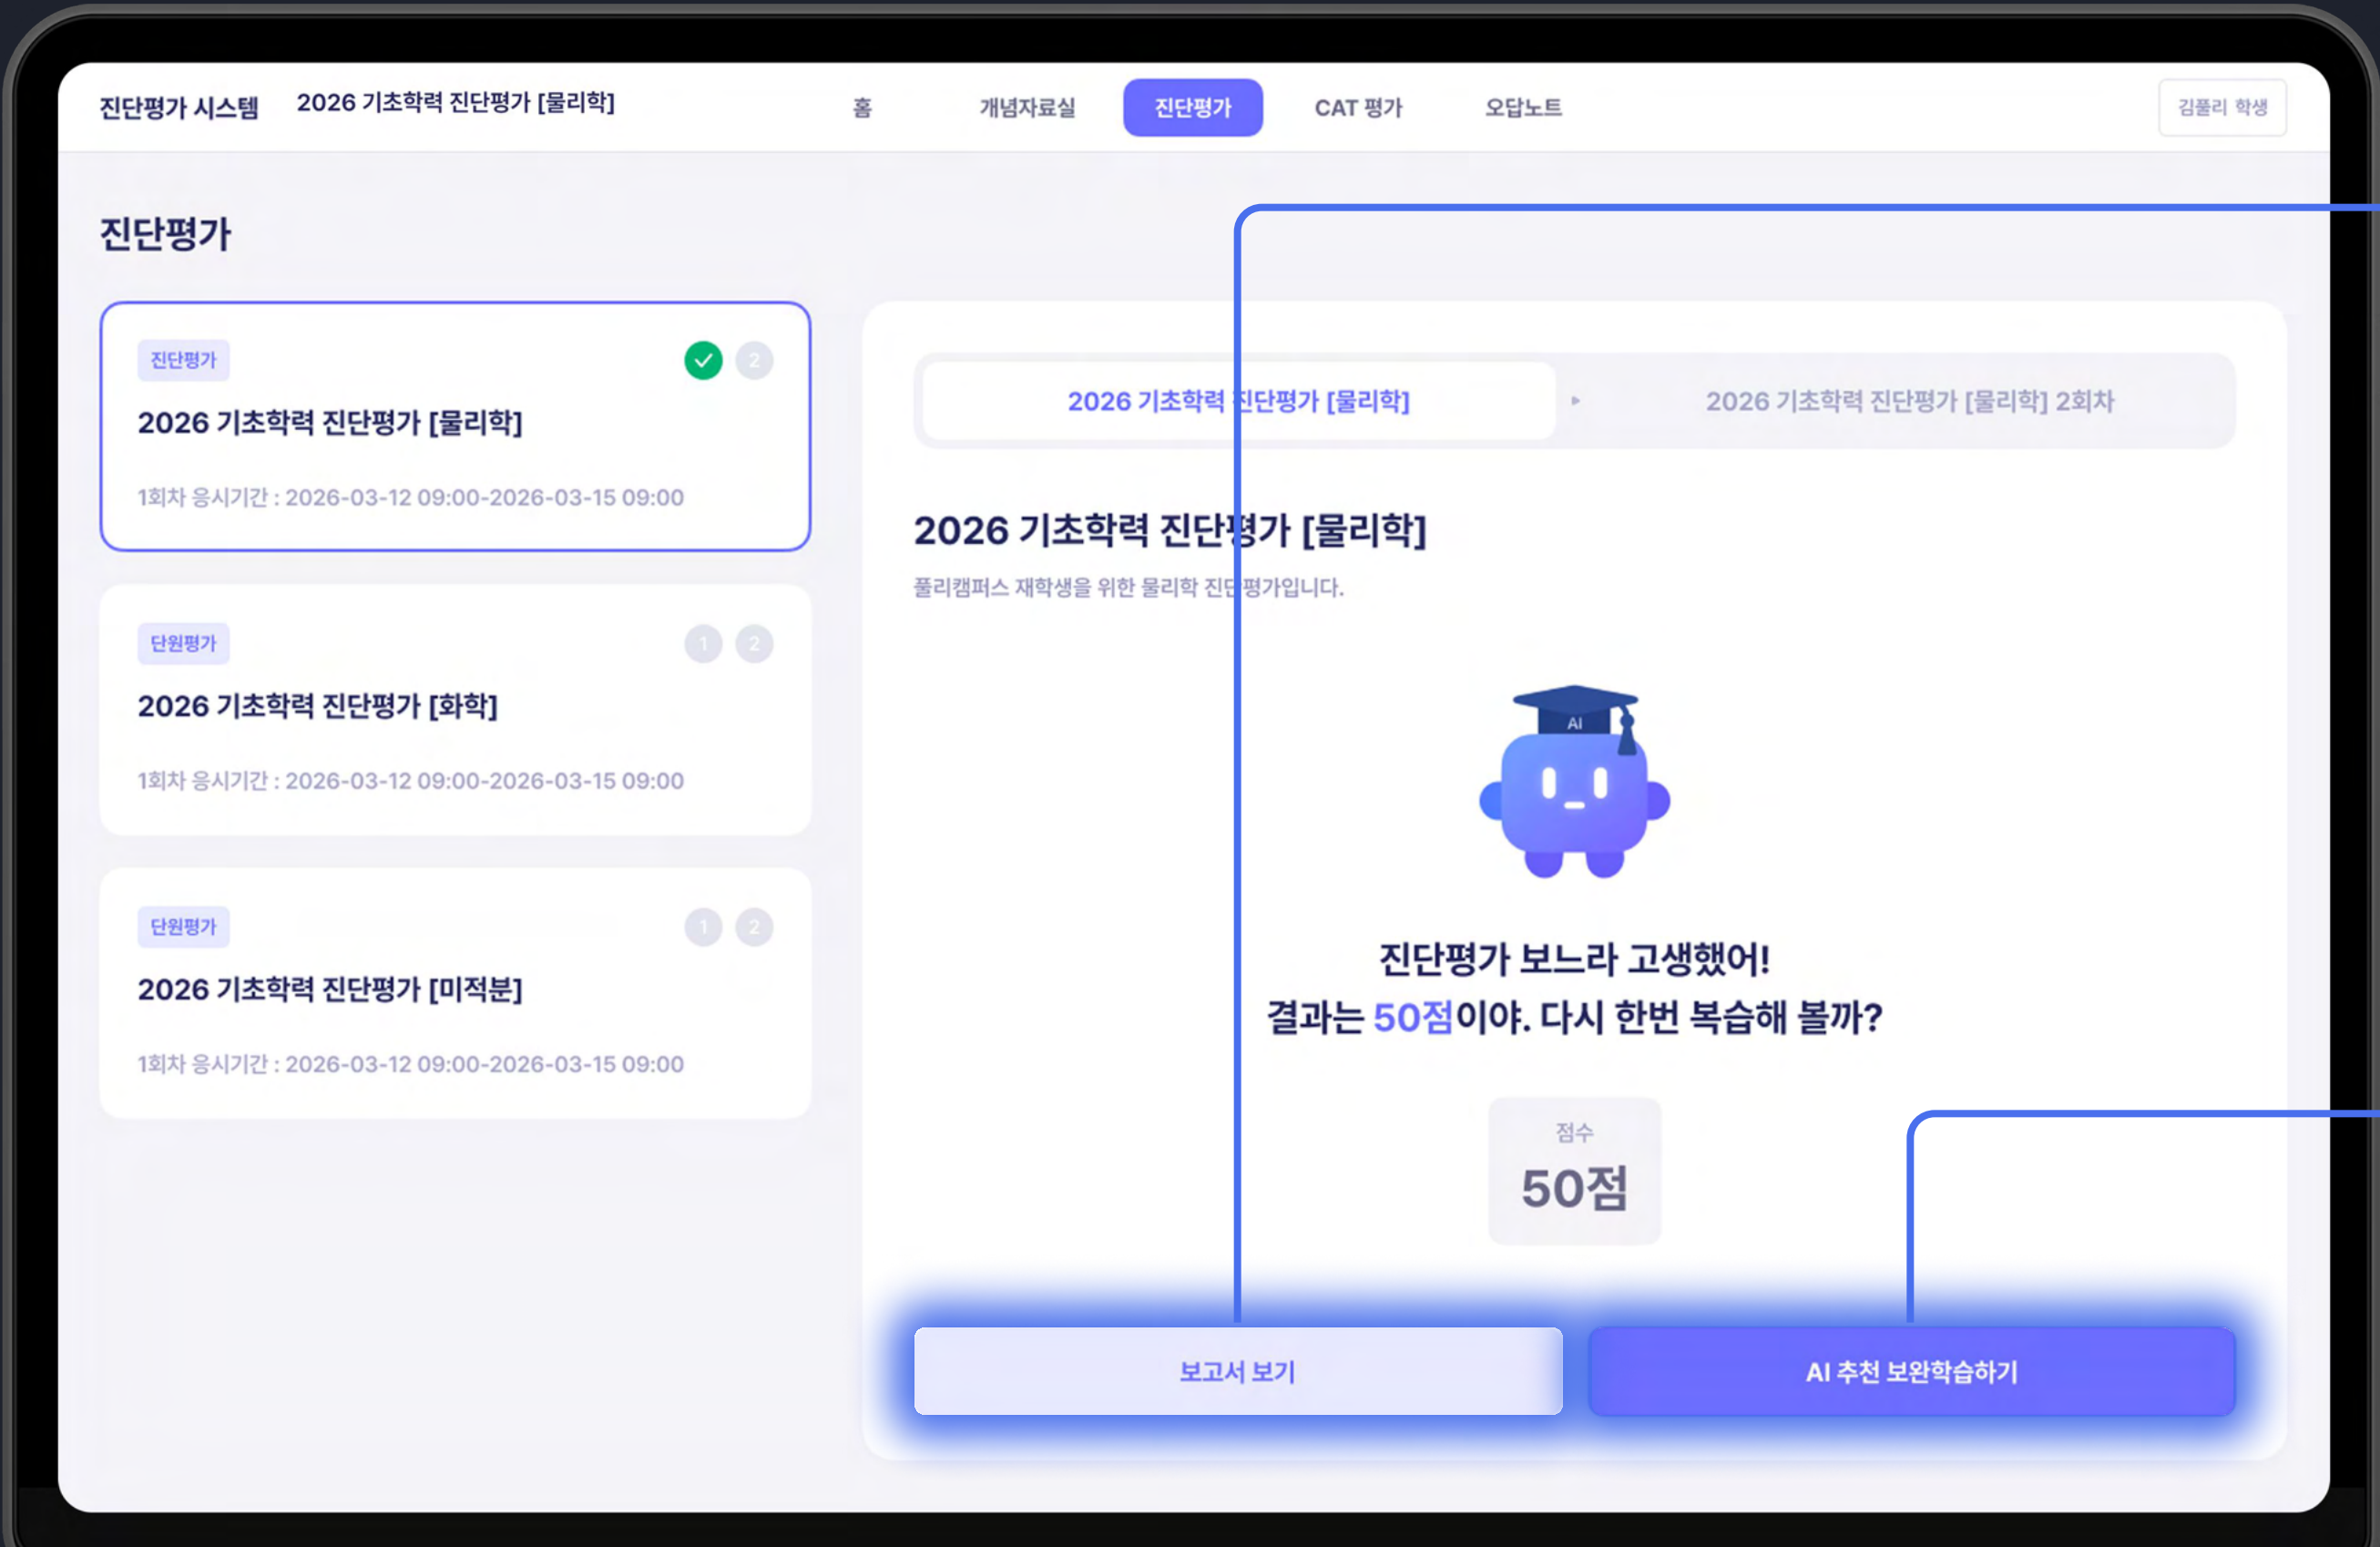 진단평가 시스템
2026 기초학력 진단평가 [물리학]
홈
개념자료실
진단평가
CAT 평가
오답노트
김풀리 학생
진단평가
진단평가
2
2026 기초학력 진단평가 [물리학]
1회차 응시기간 : 2026-03-12 09:00-2026-03-15 09:00
단원평가
1
2
2026 기초학력 진단평가 [화학]
1회차 응시기간 : 2026-03-12 09:00-2026-03-15 09:00
단원평가
1
2
2026 기초학력 진단평가 [미적분]
1회차 응시기간 : 2026-03-12 09:00-2026-03-15 09:00
2026 기초학력 진단평가 [물리학]
2026 기초학력 진단평가 [물리학] 2회차
2026 기초학력 진단평가 [물리학]
풀리캠퍼스 재학생을 위한 물리학 진단평가입니다.
AI
진단평가 보느라 고생했어!
결과는 50점이야. 다시 한번 복습해 볼까?
점수
50점
보고서 보기
AI 추천 보완학습하기